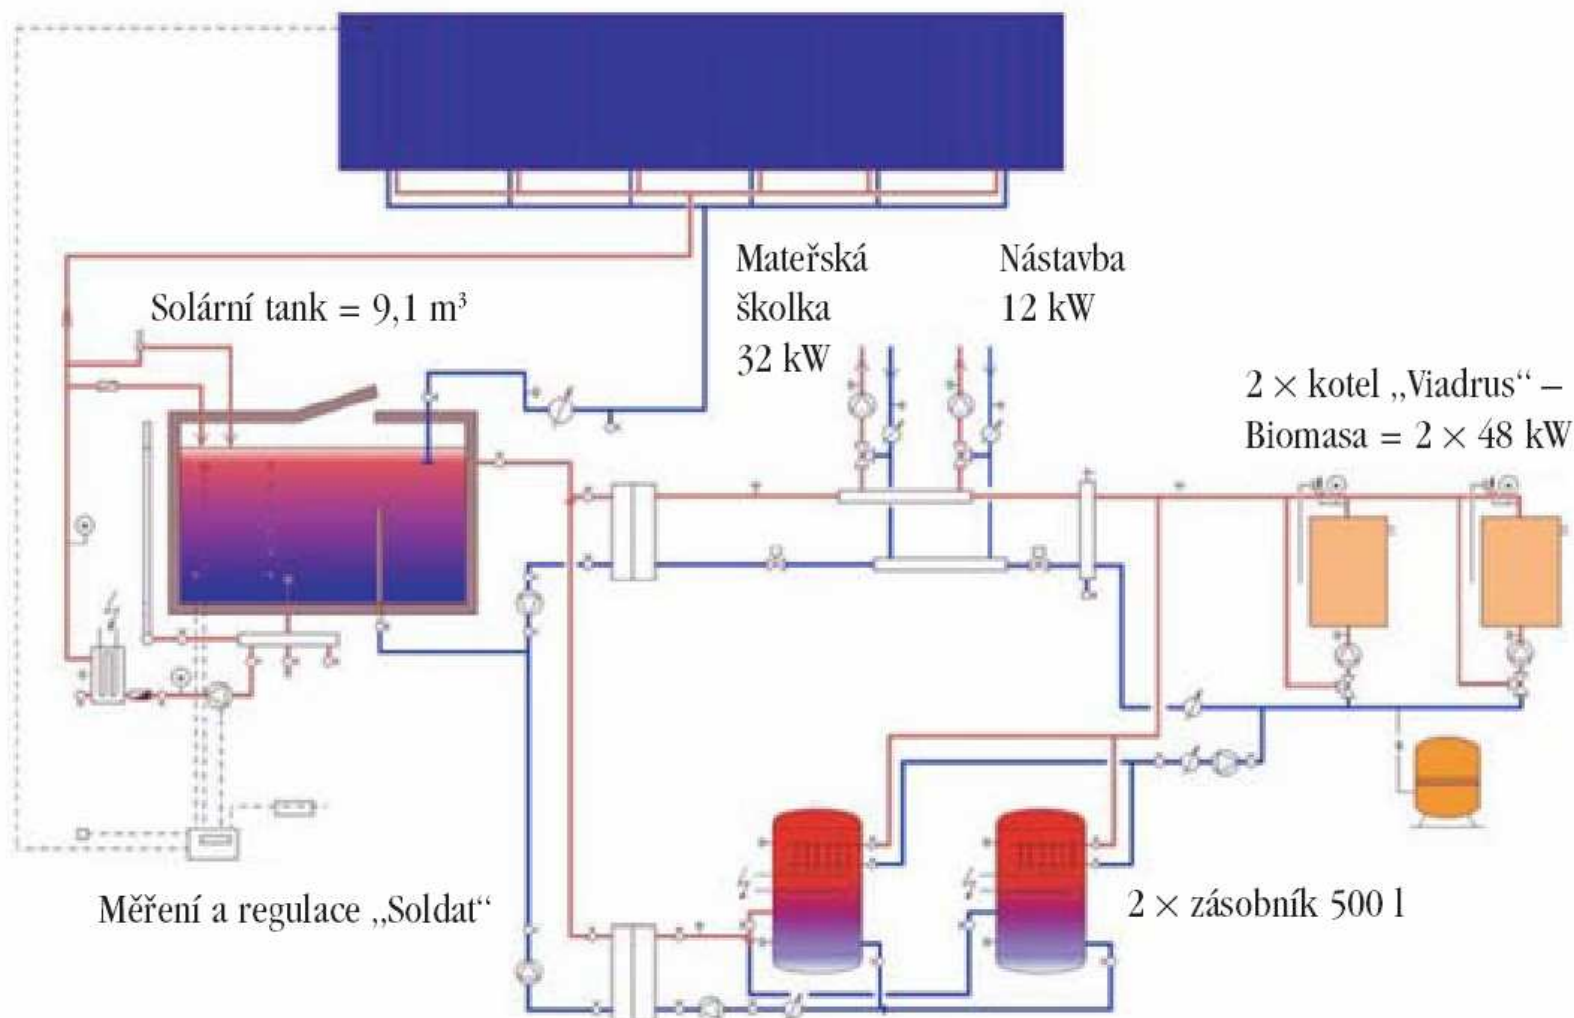 Solární tank = 9,1 m³
Mateřská
školka
32 kW
Nástavba
12 kW
2 × kotel „Viadrus“ –
Biomasa = 2 × 48 kW
Měření a regulace „Soldat“
2 × zásobník 500 l